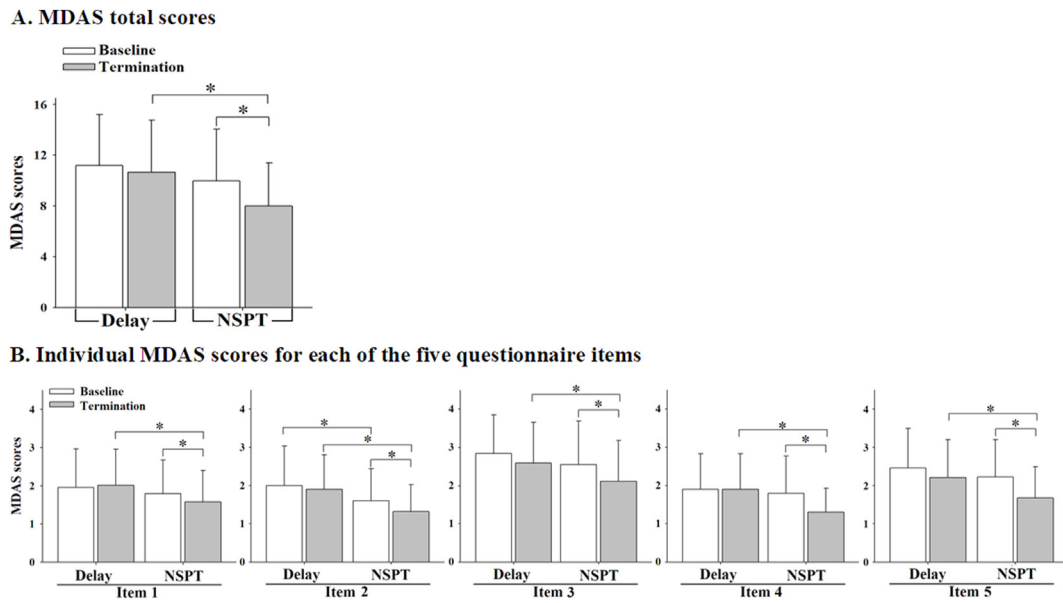 A. MDAS total scores
Baseline
Termination
*
*
16
12
8
4
0
MDAS scores
Delay
NSPT
B. Individual MDAS scores for each of the five questionnaire items
Baseline
Termination
MDAS scores
4
3
2
1
0
*
*
Delay NSPT
Item 1
4
3
2
1
0
*
*
*
Delay NSPT
Item 2
4
3
2
1
0
*
*
Delay NSPT
Item 3
4
3
2
1
0
*
*
Delay NSPT
Item 4
4
3
2
1
0
*
*
Delay NSPT
Item 5